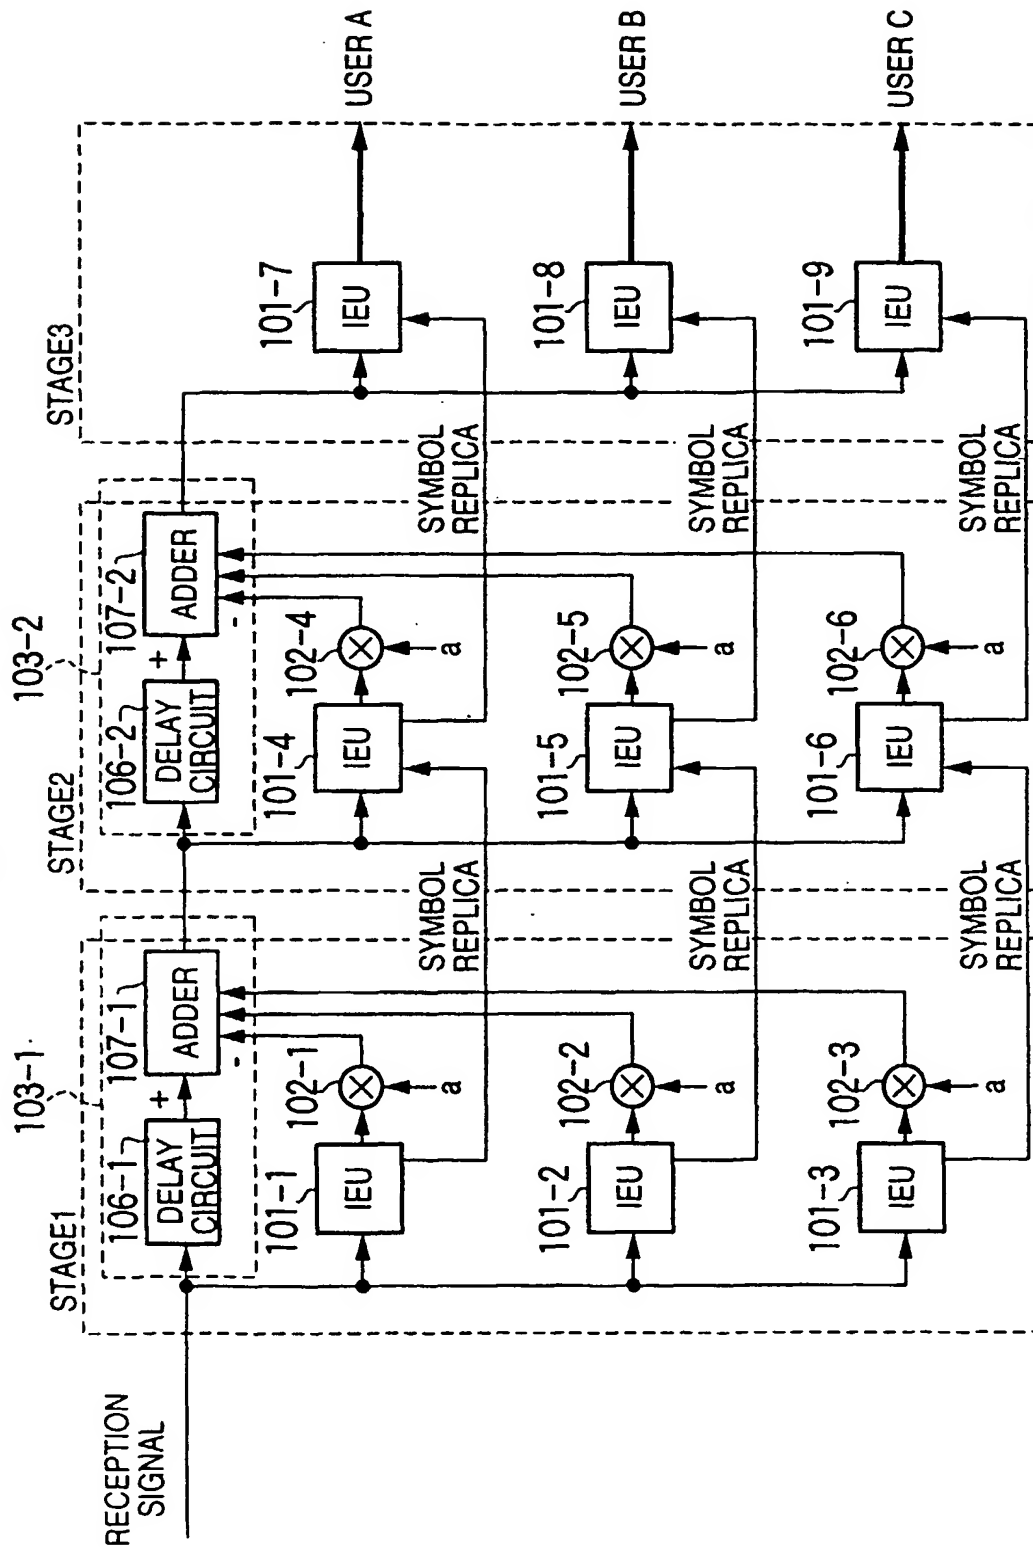 RECEPTION
SIGNAL
STAGE1
103-1
106-1
DELAY
CIRCUIT
+
107-1
ADDER
-
101-1
IEU
102-1
a
101-2
IEU
102-2
a
101-3
IEU
102-3
a
SYMBOL
REPLICA
SYMBOL
REPLICA
SYMBOL
REPLICA
STAGE2
103-2
106-2
DELAY
CIRCUIT
+
107-2
ADDER
-
101-4
IEU
102-4
a
101-5
IEU
102-5
a
101-6
IEU
102-6
a
SYMBOL
REPLICA
SYMBOL
REPLICA
SYMBOL
REPLICA
STAGE3
101-7
IEU
USER A
101-8
IEU
USER B
101-9
IEU
USER C